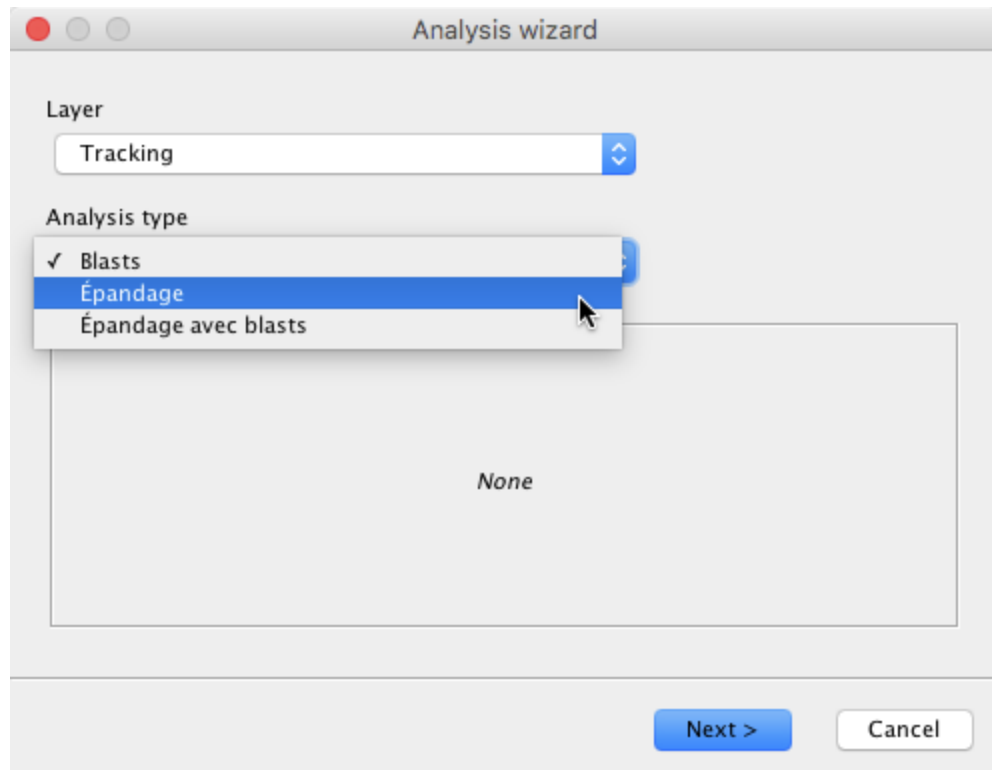 Analysis wizard
Layer
Tracking
Analysis type
✓ Blasts
Épandage
Épandage avec blasts
None
Next >
Cancel